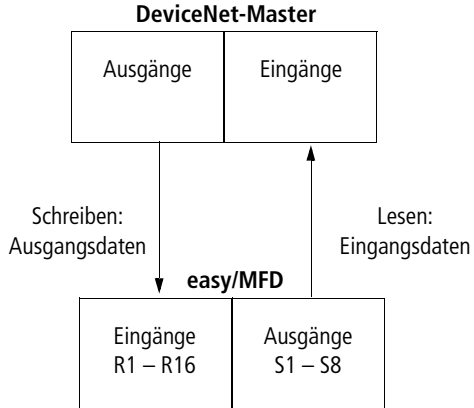 DeviceNet-Master
Ausgänge Eingänge
Schreiben: Lesen:
Ausgangsdaten Eingangsdaten
easy/MFD
Eingänge Ausgänge
R1 – R16 S1 – S8